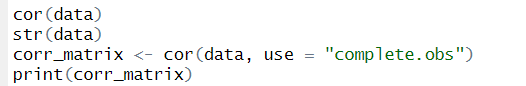 cor(data)
str(data)
corr_matrix <- cor(data, use = "complete.obs")
print(corr_matrix)